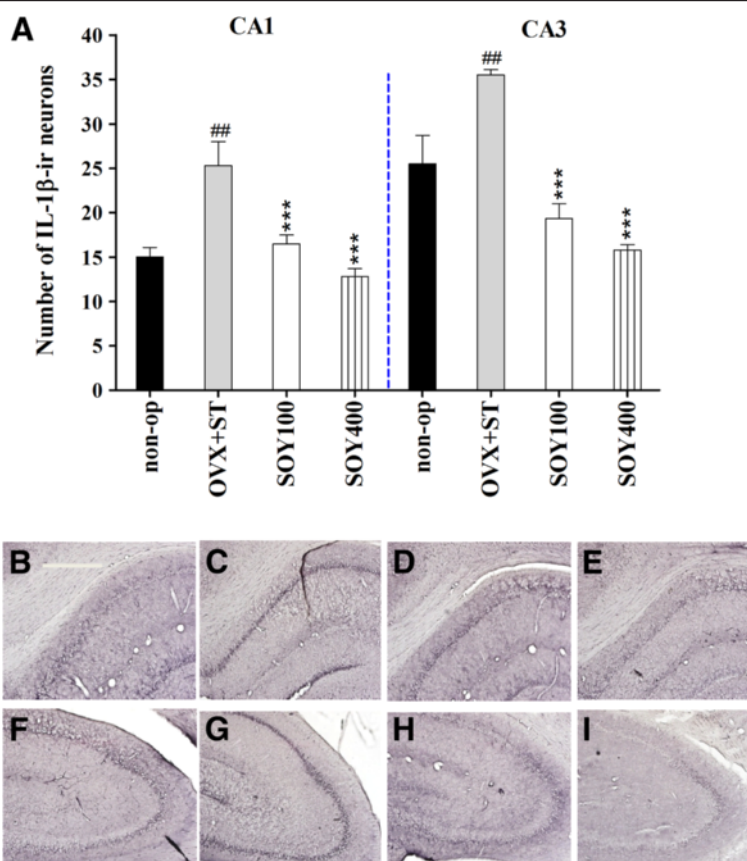 A
CA1
CA3
Number of IL-1β-ir neurons
40
35
30
25
20
15
10
5
0
##
***
***
##
***
***
non-op
OVX+ST
SOY100
SOY400
non-op
OVX+ST
SOY100
SOY400
B
C
D
E
F
G
H
I